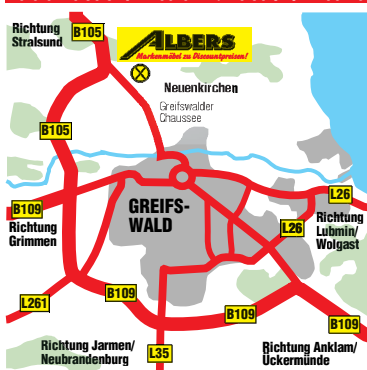 Richtung
Stralsund
B105
ALBERS
Markenmöbel zu Discountpreisen!
Neuenkirchen
Greifswalder
Chaussee
B105
GREIFS-
WALD
B109
Richtung
Grimmen
L26
L26
Richtung
Lubmin/
Wolgast
L261
B109
B109
B109
Richtung Jarmen/
Neubrandenburg
L35
Richtung Anklam/
Uckermünde